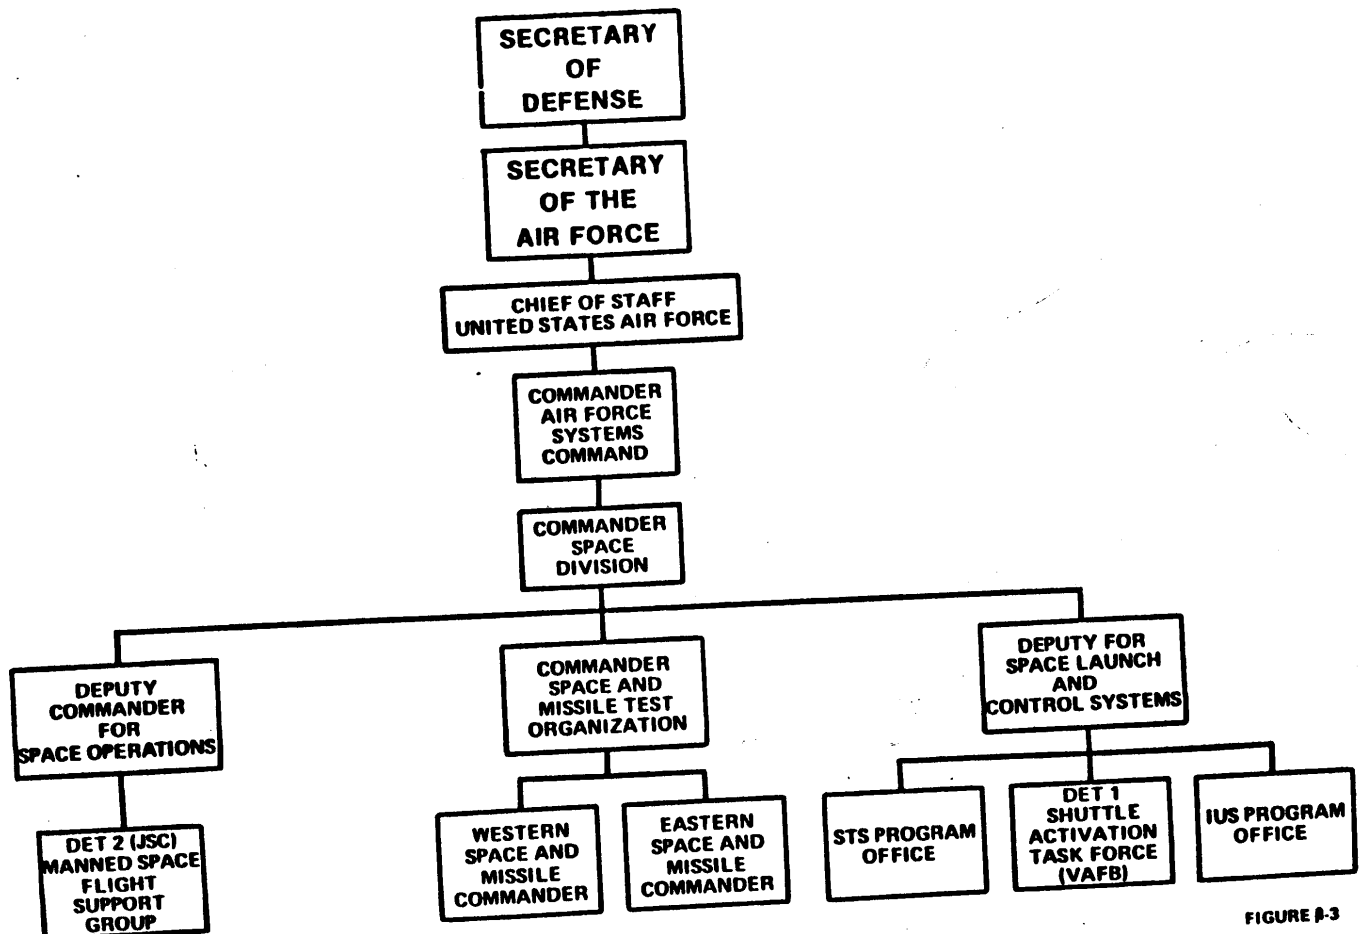 SECRETARY
OF
DEFENSE
SECRETARY
OF THE
AIR FORCE
CHIEF OF STAFF
UNITED STATES AIR FORCE
COMMANDER
AIR FORCE
SYSTEMS
COMMAND
COMMANDER
SPACE
DIVISION
DEPUTY
COMMANDER
FOR
SPACE OPERATIONS
COMMANDER
SPACE AND
MISSILE TEST
ORGANIZATION
DEPUTY FOR
SPACE LAUNCH
AND
CONTROL SYSTEMS
DET 2 (JSC)
MANNED SPACE
FLIGHT
SUPPORT
GROUP
WESTERN
SPACE AND
MISSILE
COMMANDER
EASTERN
SPACE AND
MISSILE
COMMANDER
STS PROGRAM
OFFICE
DET 1
SHUTTLE
ACTIVATION
TASK FORCE
(VAFB)
IUS PROGRAM
OFFICE
FIGURE β-3